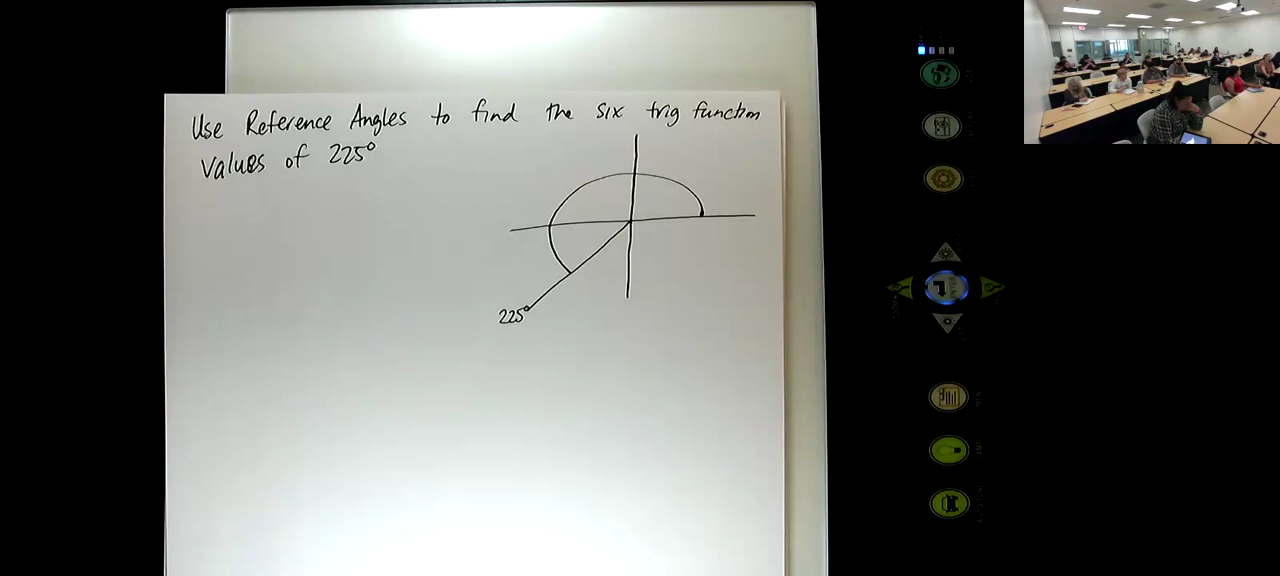 Use Reference Angles to find the six trig function
values of 225°
225°